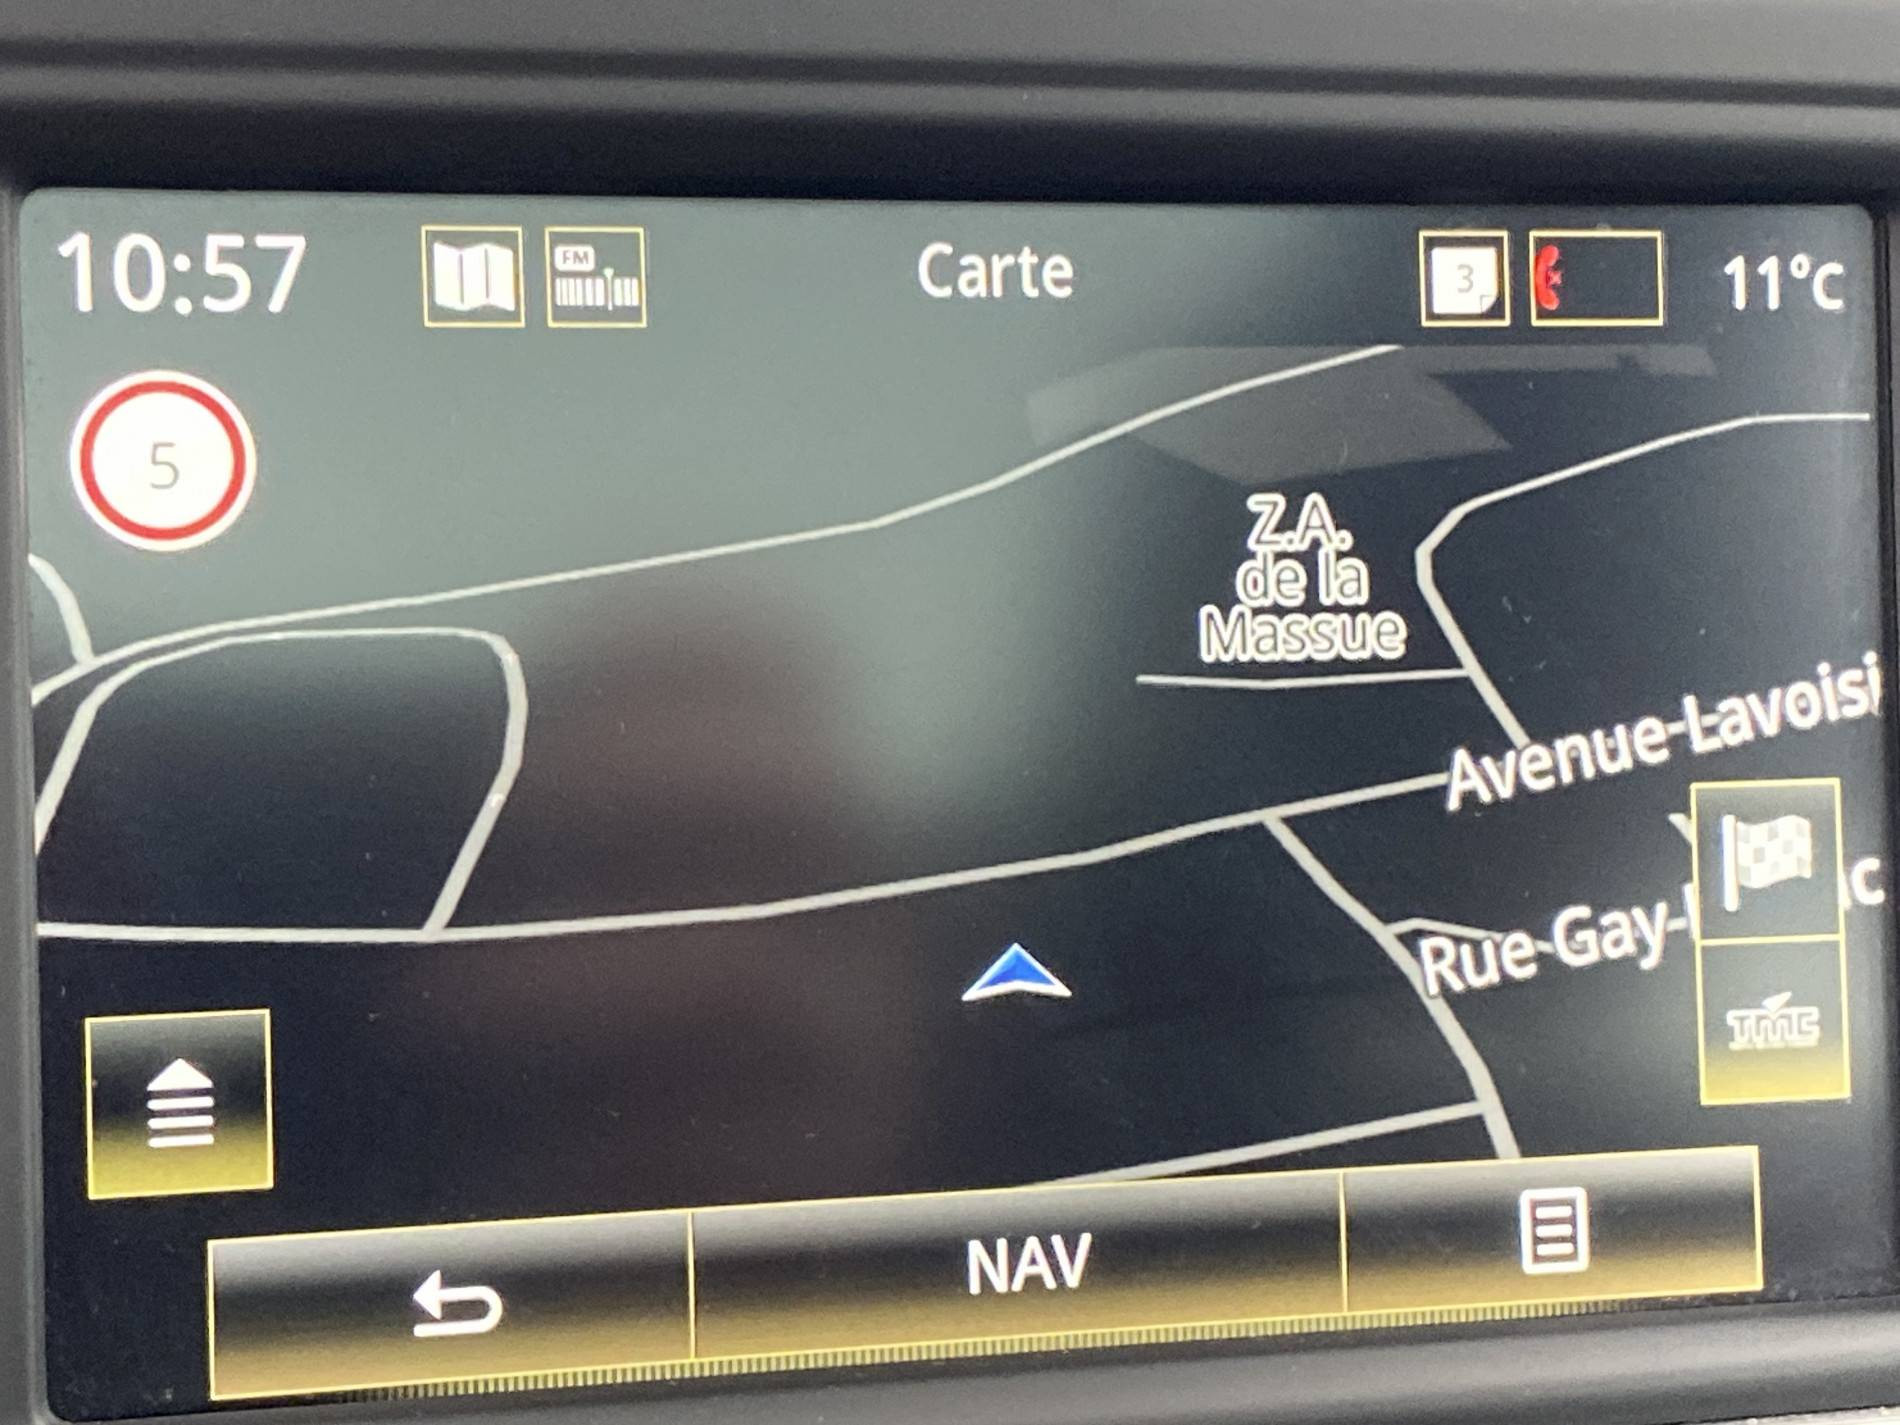 10:57
FM
Carte
3
11°C
5
Z.A.
de la
Massue
Avenue Lavoisi
Rue Gay
TMC
NAV